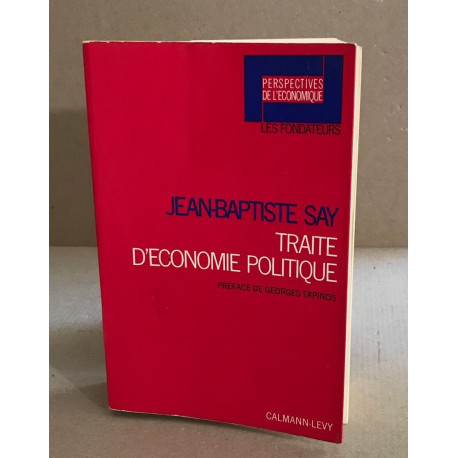 PERSPECTIVES
DE L'ECONOMIQUE
LES FONDATEURS
JEAN-BAPTISTE SAY
TRAITE
D'ECONOMIE POLITIQUE
PREFACE DE GEORGES TAPINOS
CALMANN-LEVY